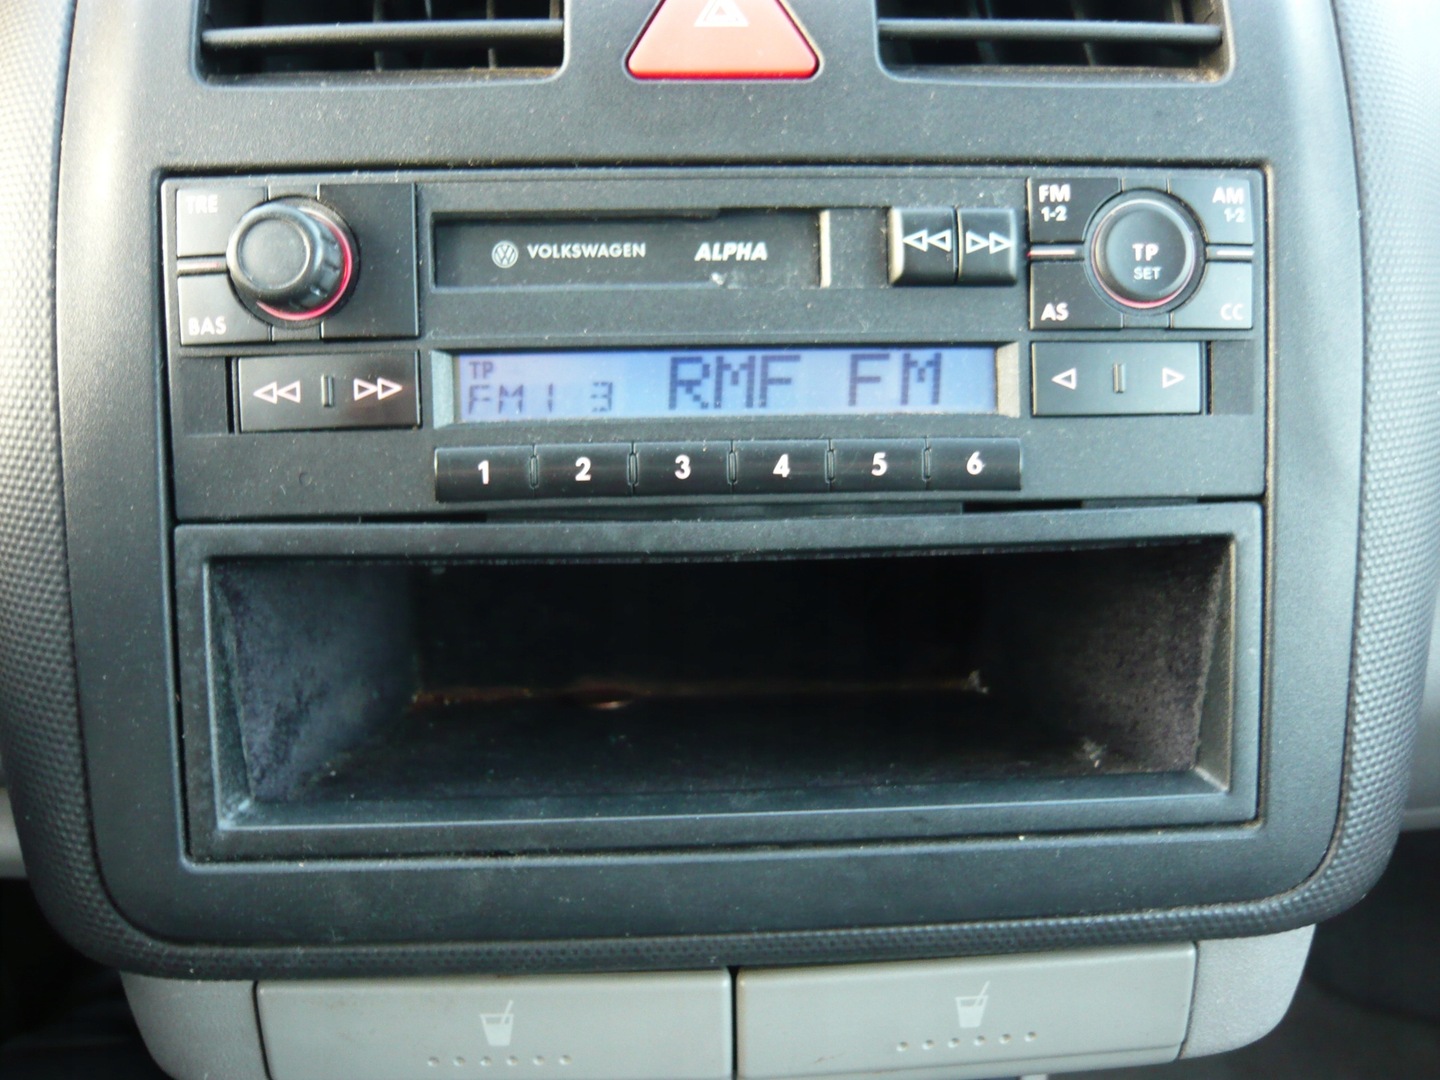 TRE
BAS
VOLKSWAGEN ALPHA
FM
1-2
AM
1-2
TP
SET
AS
CC
TP
FM1 3 RMF FM
1 2 3 4 5 6